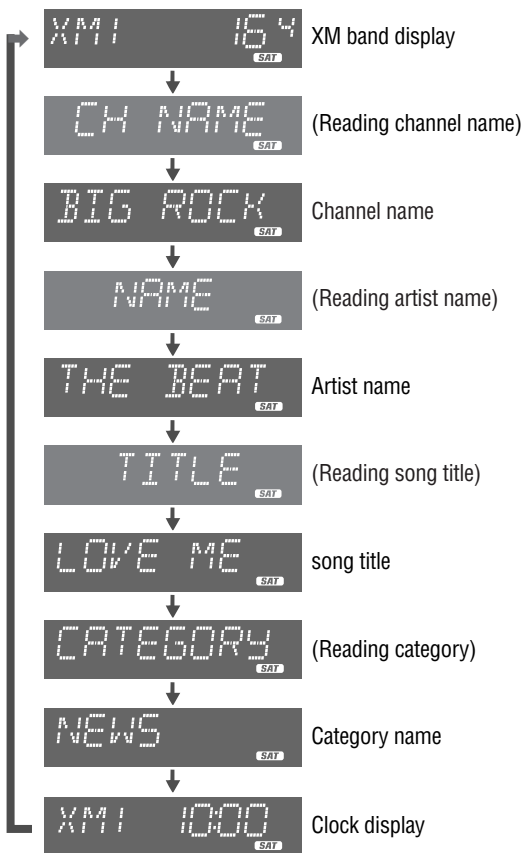 XM1 164 SAT XM band display
CH NAME SAT (Reading channel name)
BIG ROCK SAT Channel name
NAME SAT (Reading artist name)
THE BEAT SAT Artist name
TITLE SAT (Reading song title)
LOVE ME SAT song title
CATEGORY SAT (Reading category)
NEWS SAT Category name
XM1 10:00 SAT Clock display